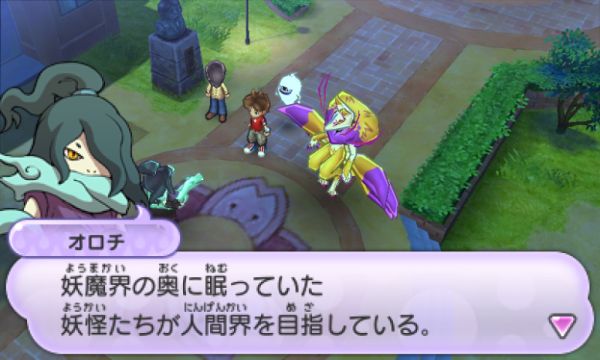 オロチ
妖魔界の奥に眠っていた
妖怪たちが人間界を目指している。